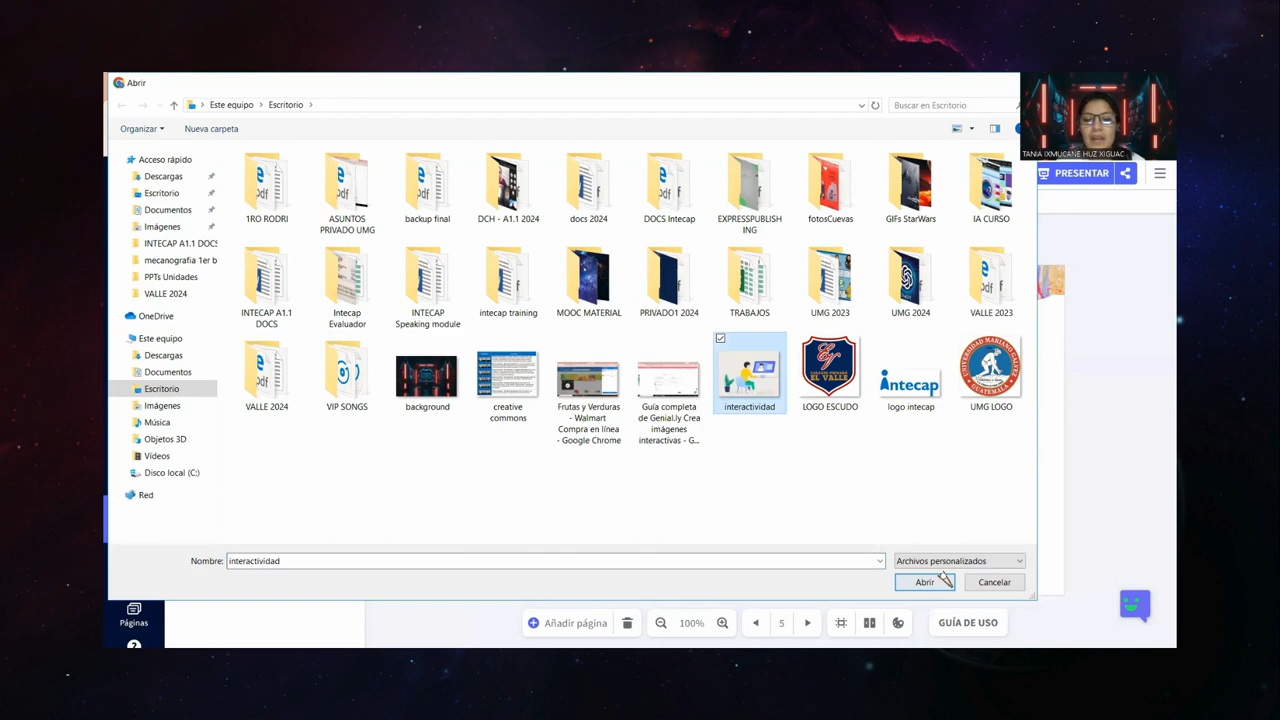 Abrir
Este equipo
Escritorio
Buscar en Escritorio
Organizar
Nueva carpeta
TANIA IXMUCANE HUZ XIGUAC
PRESENTAR
Acceso rápido
Descargas
Escritorio
Documentos
Imágenes
INTECAP A1.1 DOCS
mecanografia 1er b
PPTs Unidades
VALLE 2024
OneDrive
Este equipo
Descargas
Documentos
Escritorio
Imágenes
Música
Objetos 3D
Vídeos
Disco local (C:)
Red
1RO RODRI
ASUNTOS
PRIVADO UMG
backup final
DCH - A1.1 2024
docs 2024
DOCS Intecap
EXPRESSPUBLISH
ING
fotosCuevas
GIFs StarWars
IA CURSO
INTECAP A1.1
DOCS
Intecap
Evaluador
INTECAP
Speaking module
intecap training
MOOC MATERIAL
PRIVADO1 2024
TRABAJOS
UMG 2023
UMG 2024
VALLE 2023
VALLE 2024
VIP SONGS
background
creative
commons
Frutas y Verduras
- Walmart
Compra en línea
- Google Chrome
Guía completa
de Genial.ly Crea
imágenes
interactivas - G...
interactividad
LOGO ESCUDO
intecap
logo intecap
UMG LOGO
Nombre:
interactividad
Archivos personalizados
Abrir
Cancelar
Páginas
Añadir página
100%
5
GUÍA DE USO